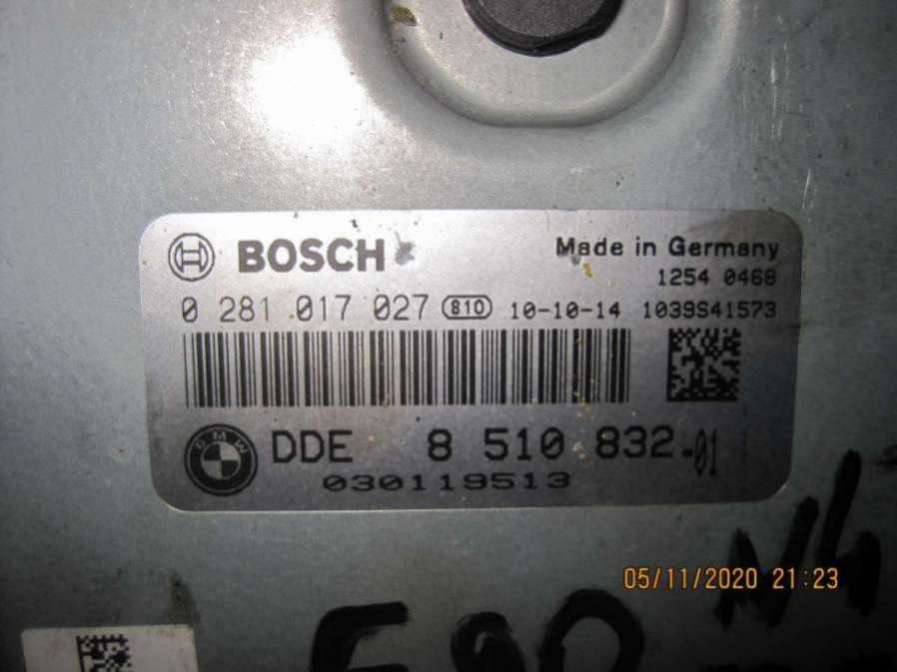 BOSCH
Made in Germany
1254 0468
0 281 017 027 810 10-10-14 1039S41573
BMW
DDE 8 510 832-01
030119513
05/11/2020 21:23